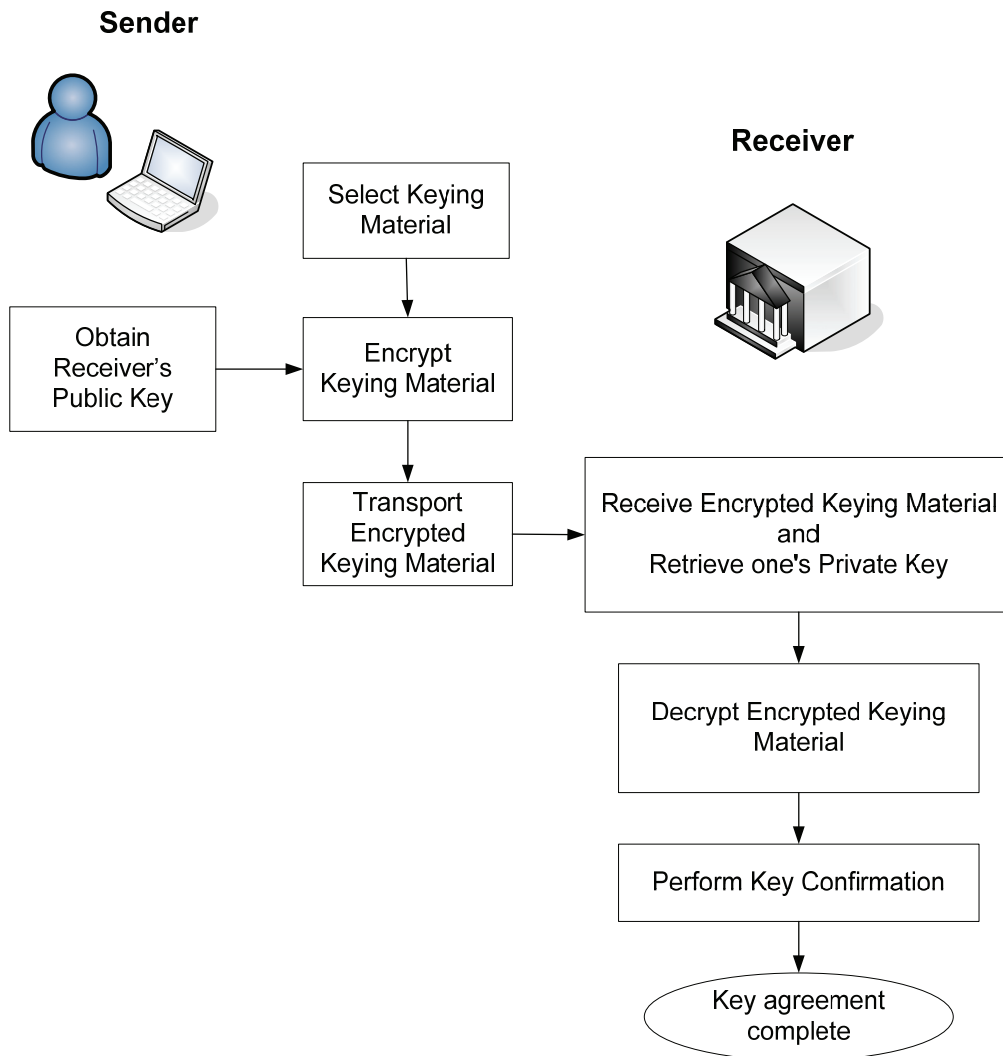 Sender
Receiver
Select Keying
Material
Obtain
Receiver's
Public Key
Encrypt
Keying Material
Transport
Encrypted
Keying Material
Receive Encrypted Keying Material
and
Retrieve one's Private Key
Decrypt Encrypted Keying
Material
Perform Key Confirmation
Key agreement
complete